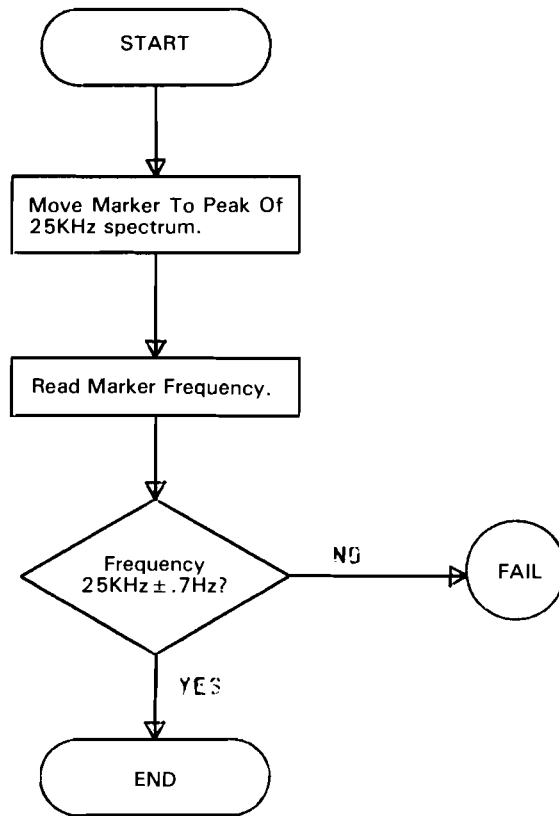 START
Move Marker To Peak Of
25KHz spectrum.
Read Marker Frequency.
Frequency
25KHz ± .7Hz?
NO
FAIL
YES
END